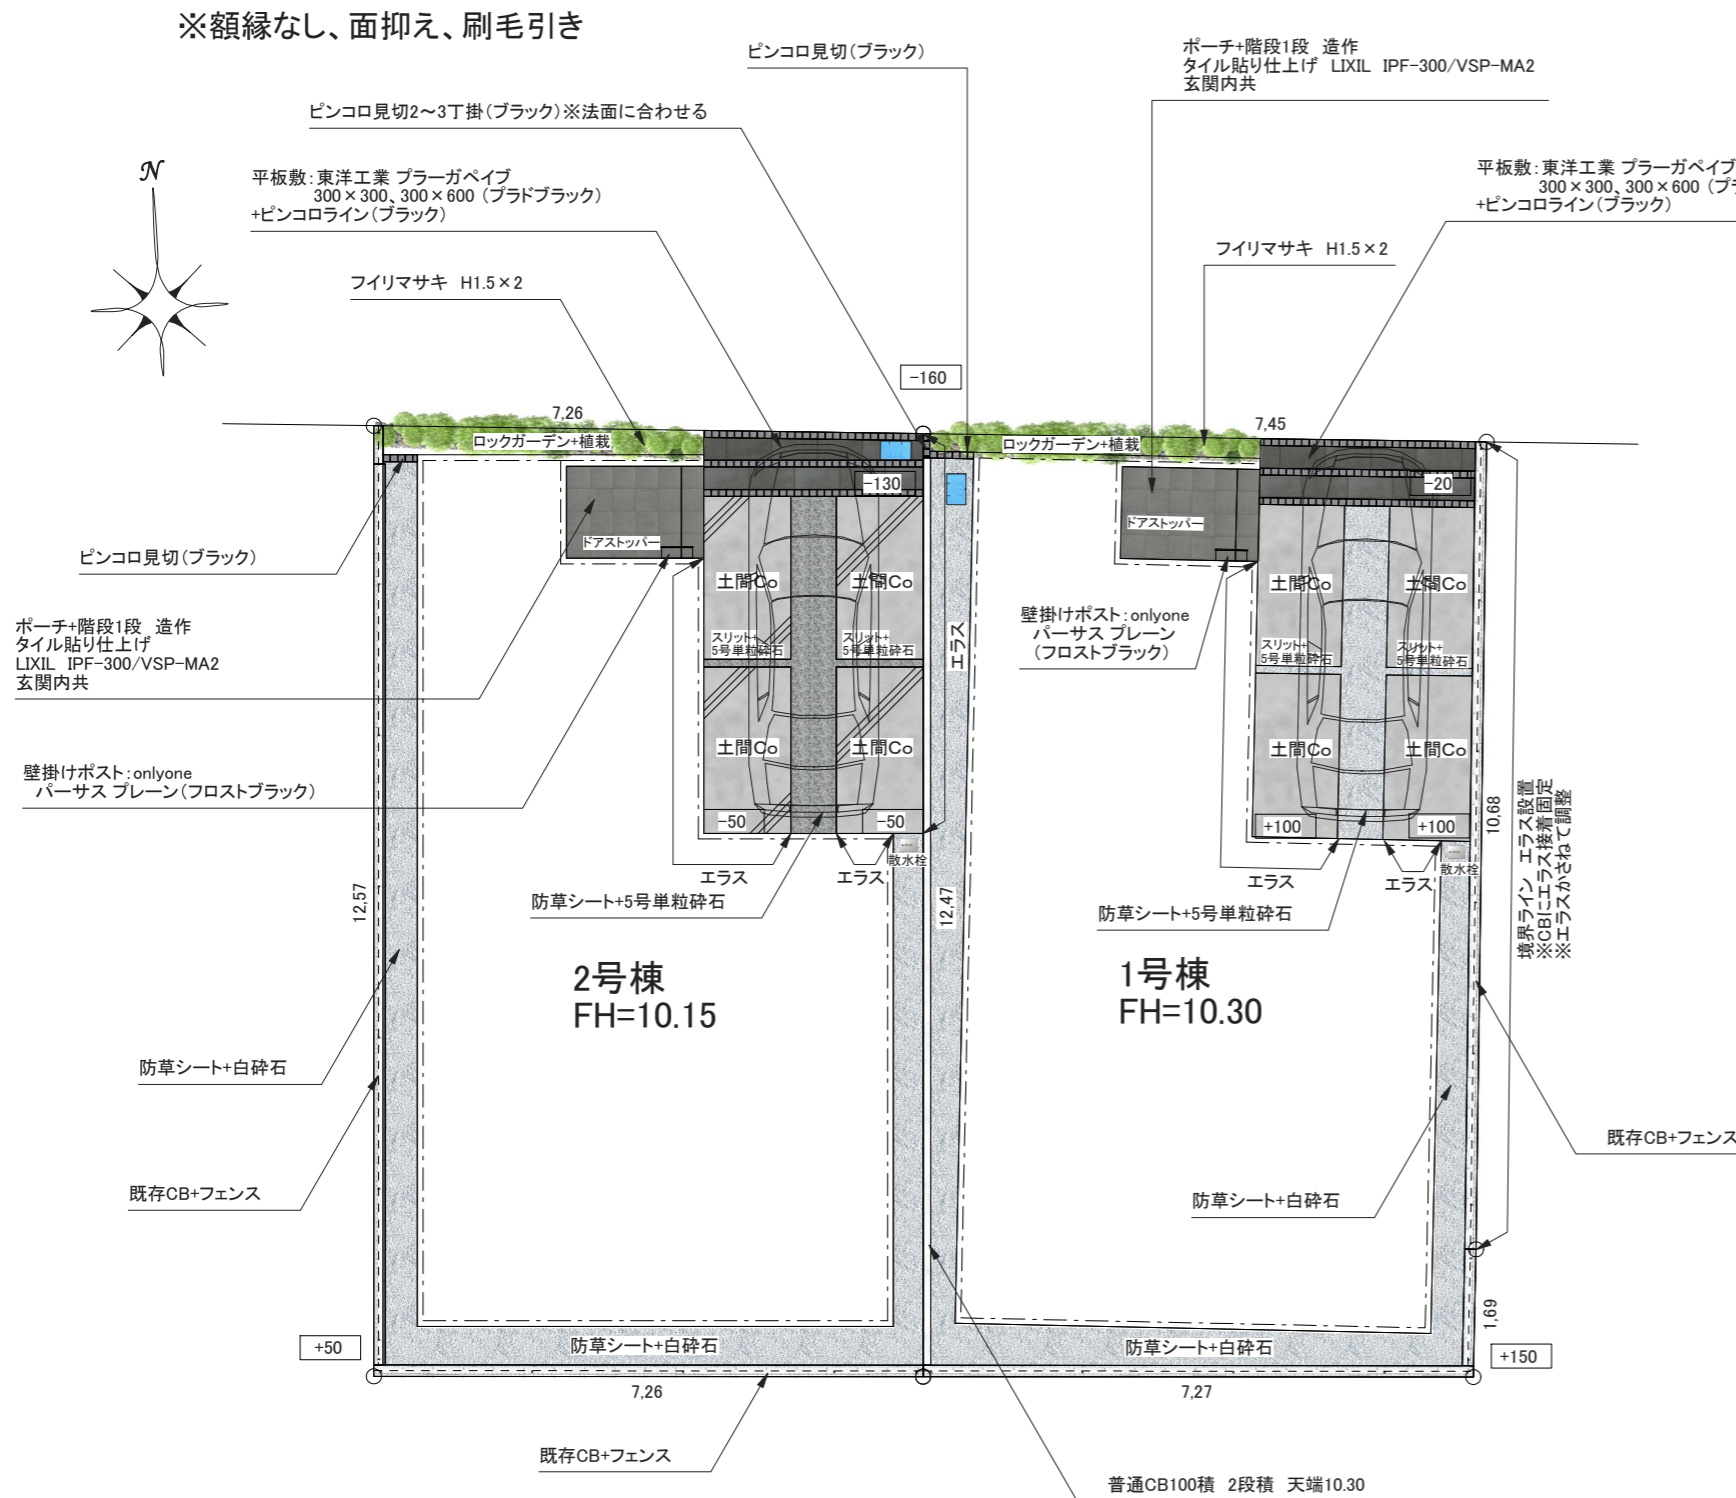 ※額縁なし、面抑え、刷毛引き
ピンコロ見切(ブラック)
ポーチ+階段1段 造作
タイル貼り仕上げ LIXIL IPF-300/VSP-MA2
玄関内共
ピンコロ見切2～3丁掛(ブラック)※法面に合わせる
N
平板敷:東洋工業 プラーガペイブ
300×300、300×600 (プラドブラック)
+ピンコロライン(ブラック)
平板敷:東洋工業 プラーガペイブ
300×300、300×600 (プラ
+ピンコロライン(ブラック)
フイリマサキ H1.5×2
フイリマサキ H1.5×2
-160
7,26
7,45
ロックガーデン+植栽
ロックガーデン+植栽
-130
-20
ドアストッパー
ドアストッパー
ピンコロ見切(ブラック)
土間Co
土間Co
土間Co
土間Co
ポーチ+階段1段 造作
タイル貼り仕上げ
LIXIL IPF-300/VSP-MA2
玄関内共
壁掛けポスト:onlyone
パーサス プレーン
(フロストブラック)
エラス
スリット+
5号単粒砕石
スリット+
5号単粒砕石
スリット+
5号単粒砕石
スリット+
5号単粒砕石
土間Co
土間Co
土間Co
土間Co
壁掛けポスト:onlyone
パーサス プレーン(フロストブラック)
-50
-50
+100
+100
10,68
境界ライン エラス設置
※CBにエラス接着固定
※エラスかさねて調整
散水栓
散水栓
エラス
エラス
エラス
エラス
防草シート+5号単粒砕石
防草シート+5号単粒砕石
12,57
12,47
2号棟
FH=10.15
1号棟
FH=10.30
防草シート+白砕石
既存CB+フェンス
既存CB+フェンス
防草シート+白砕石
1,69
+50
防草シート+白砕石
防草シート+白砕石
+150
7,26
7,27
既存CB+フェンス
普通CB100積 2段積 天端10.30